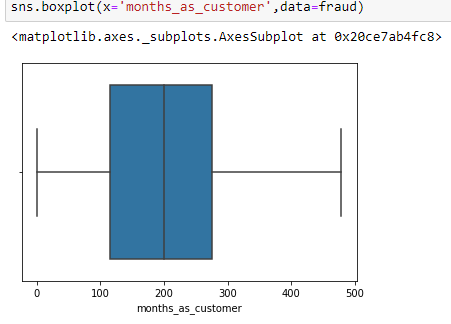 sns.boxplot(x='months_as_customer',data=fraud)
<matplotlib.axes._subplots.AxesSubplot at 0x20ce7ab4fc8>
0 100 200 300 400 500
months_as_customer